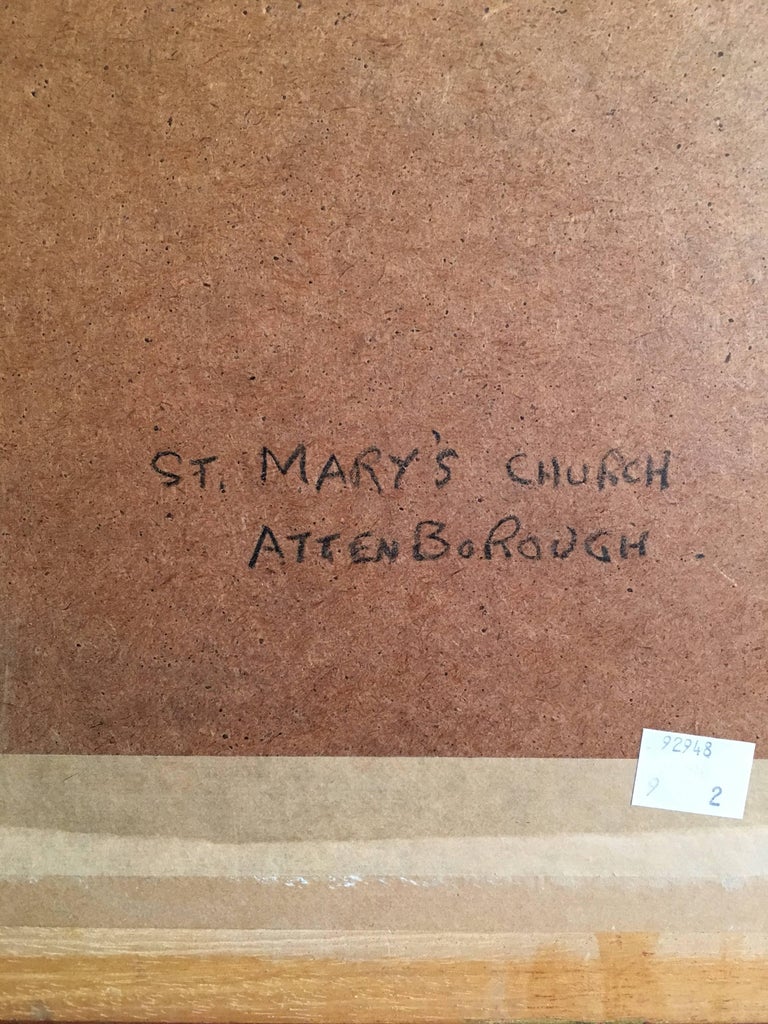 ST. MARY'S CHURCH
ATTENBOROUGH.
92948
9 2